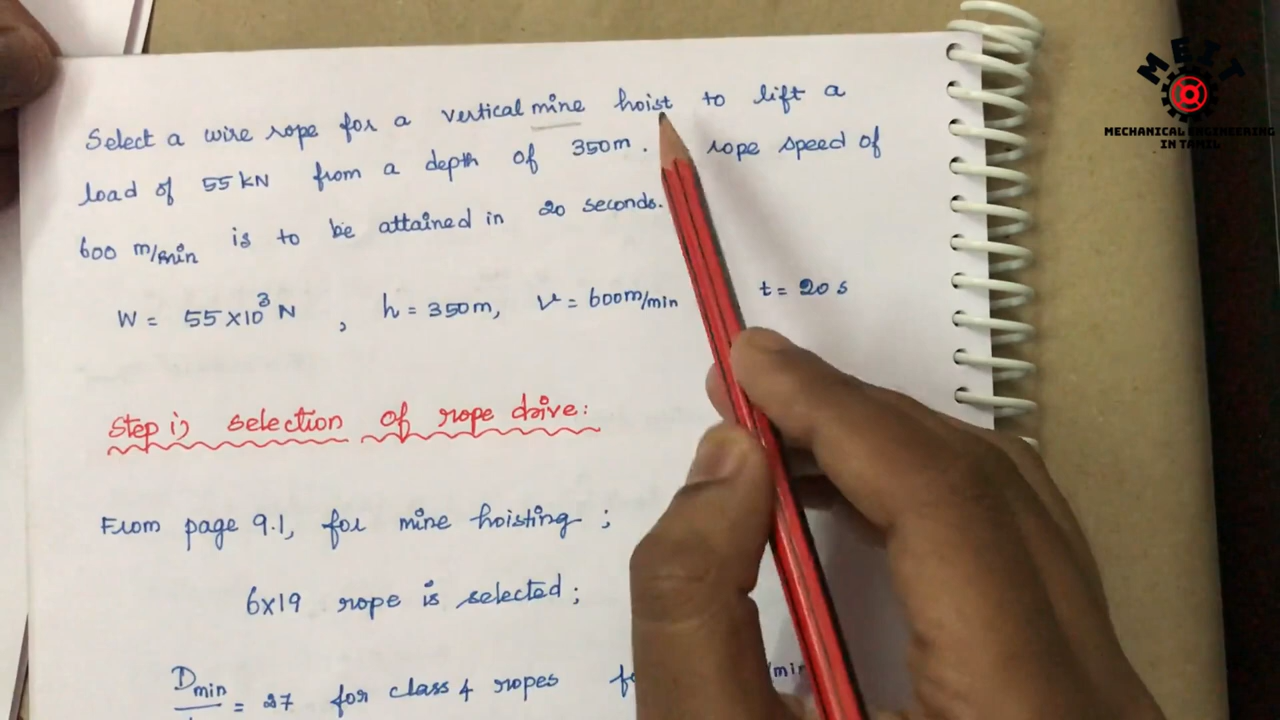 Select a wire rope for a vertical mine hoist to lift a
load of 55 kN from a depth of 350m. rope speed of
600 m/min is to be attained in 20 seconds.
W = 55×10³ N , h = 350m, v = 600m/min t = 20 s
Step i) selection of rope drive:
From page 9.1, for mine hoisting ;
6×19 rope is selected ;
Dmin = 27 for class 4 ropes
MEIT
MECHANICAL ENGINEERING
IN TAMIL